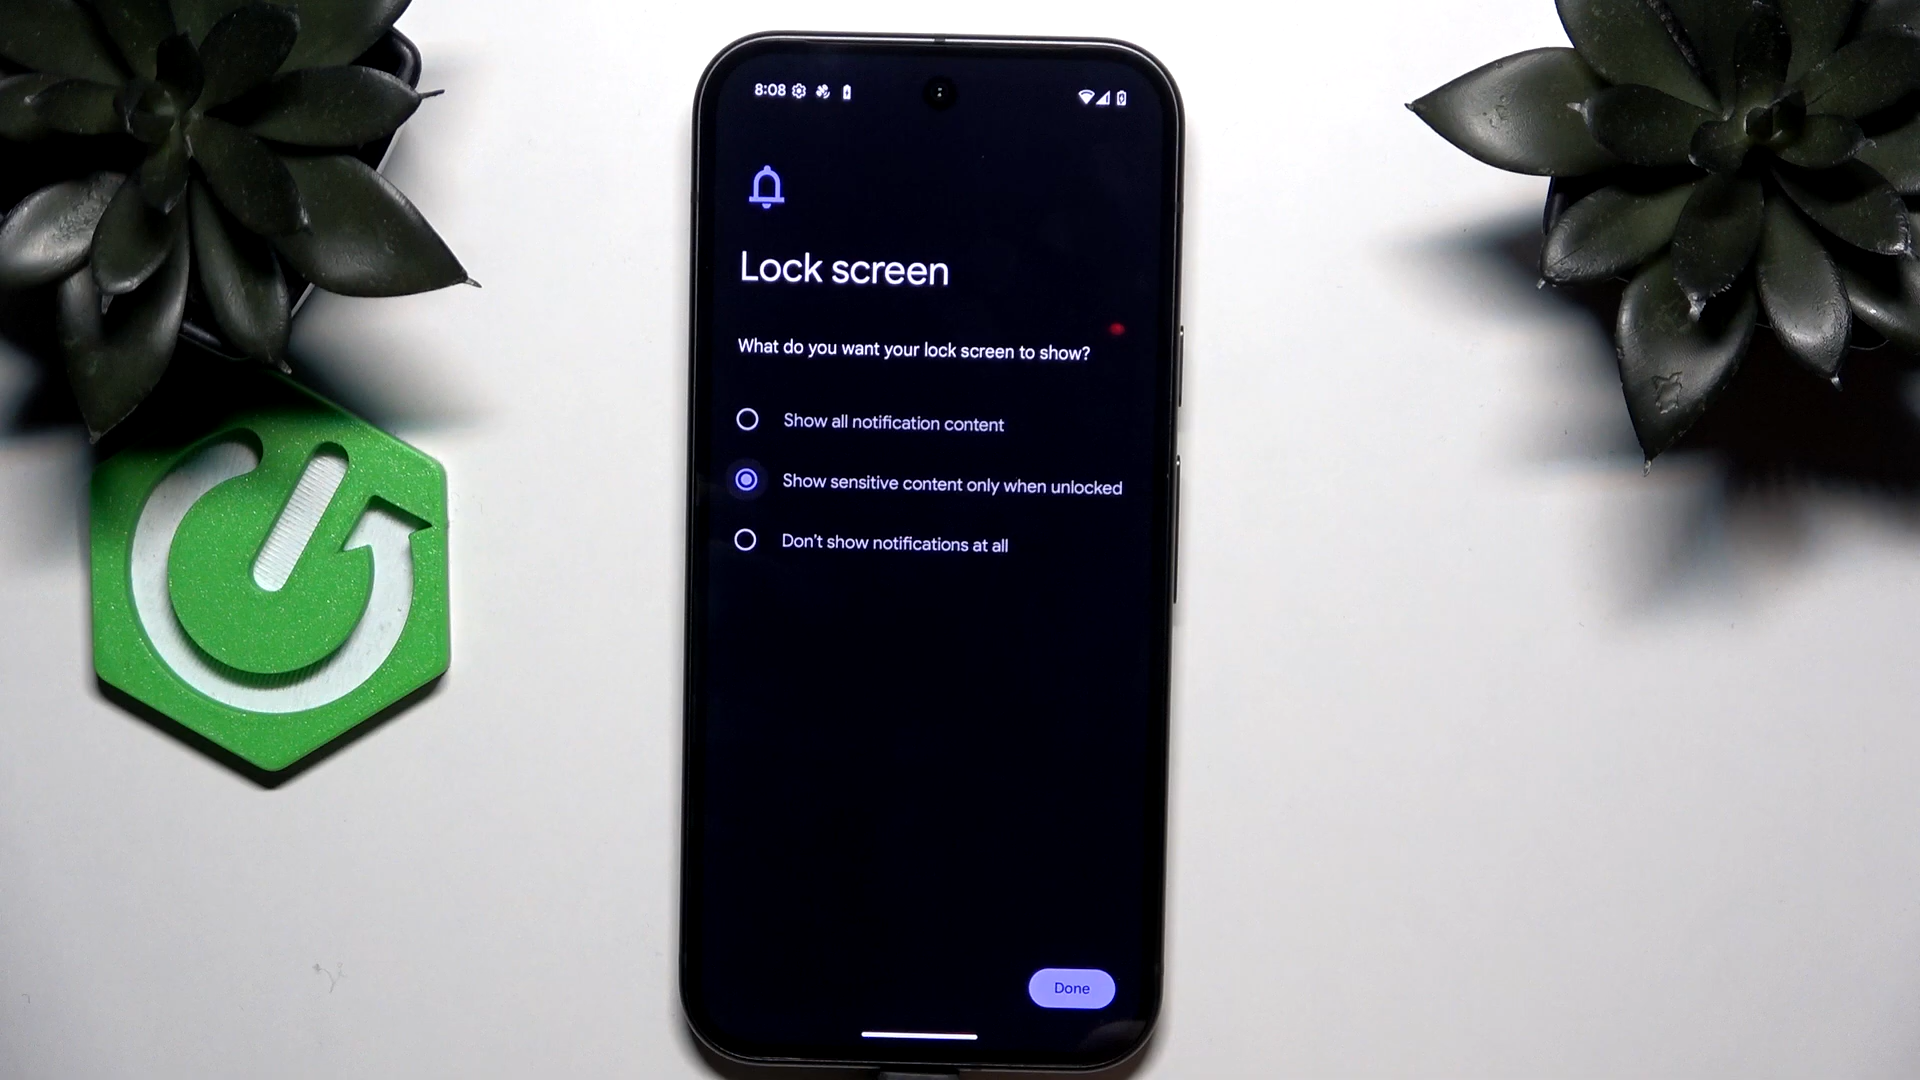 8:08
Lock screen
What do you want your lock screen to show?
Show all notification content
Show sensitive content only when unlocked
Don't show notifications at all
Done